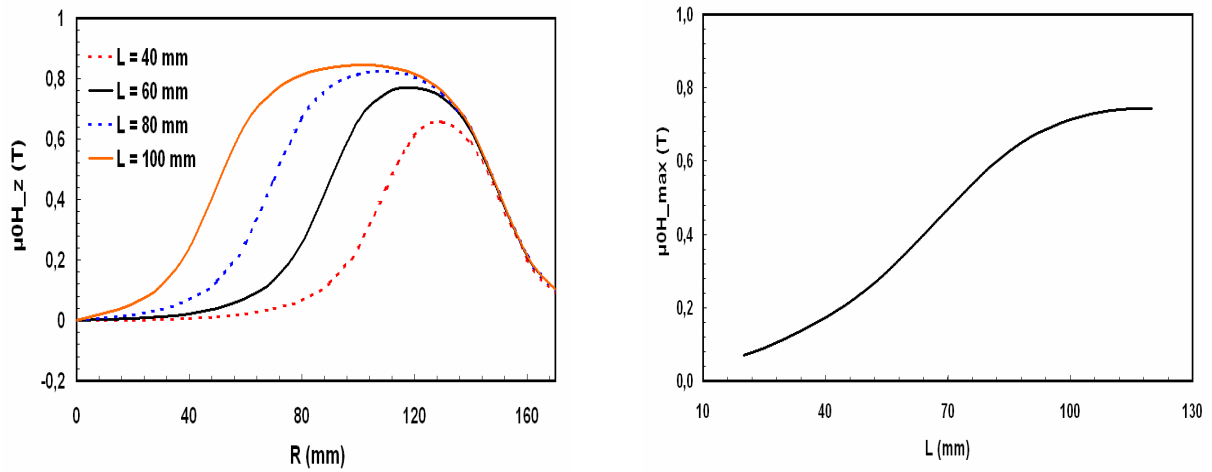 1
0,8
0,6
0,4
0,2
0
-0,2
µ0H_z (T)
L = 40 mm
L = 60 mm
L = 80 mm
L = 100 mm
0 40 80 120 160
R (mm)
1,0
0,8
0,6
0,4
0,2
0,0
µ0H_max (T)
10 40 70 100 130
L (mm)